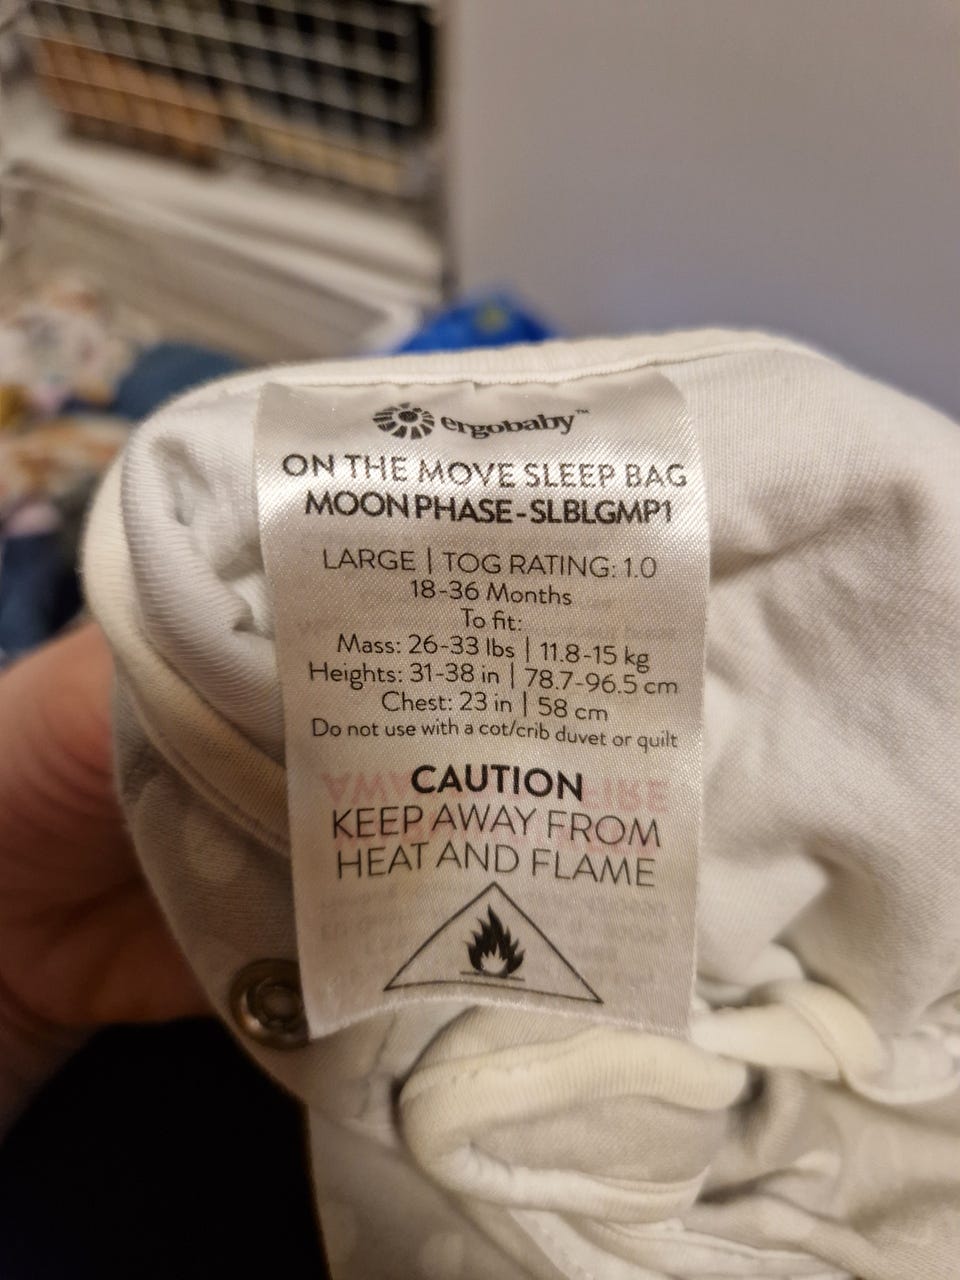 ergobaby™
ON THE MOVE SLEEP BAG
MOON PHASE-SLBLGMP1
LARGE | TOG RATING: 1.0
18-36 Months
To fit:
Mass: 26-33 lbs | 11.8-15 kg
Heights: 31-38 in | 78.7-96.5 cm
Chest: 23 in | 58 cm
Do not use with a cot/crib duvet or quilt
CAUTION
KEEP AWAY FROM
HEAT AND FLAME